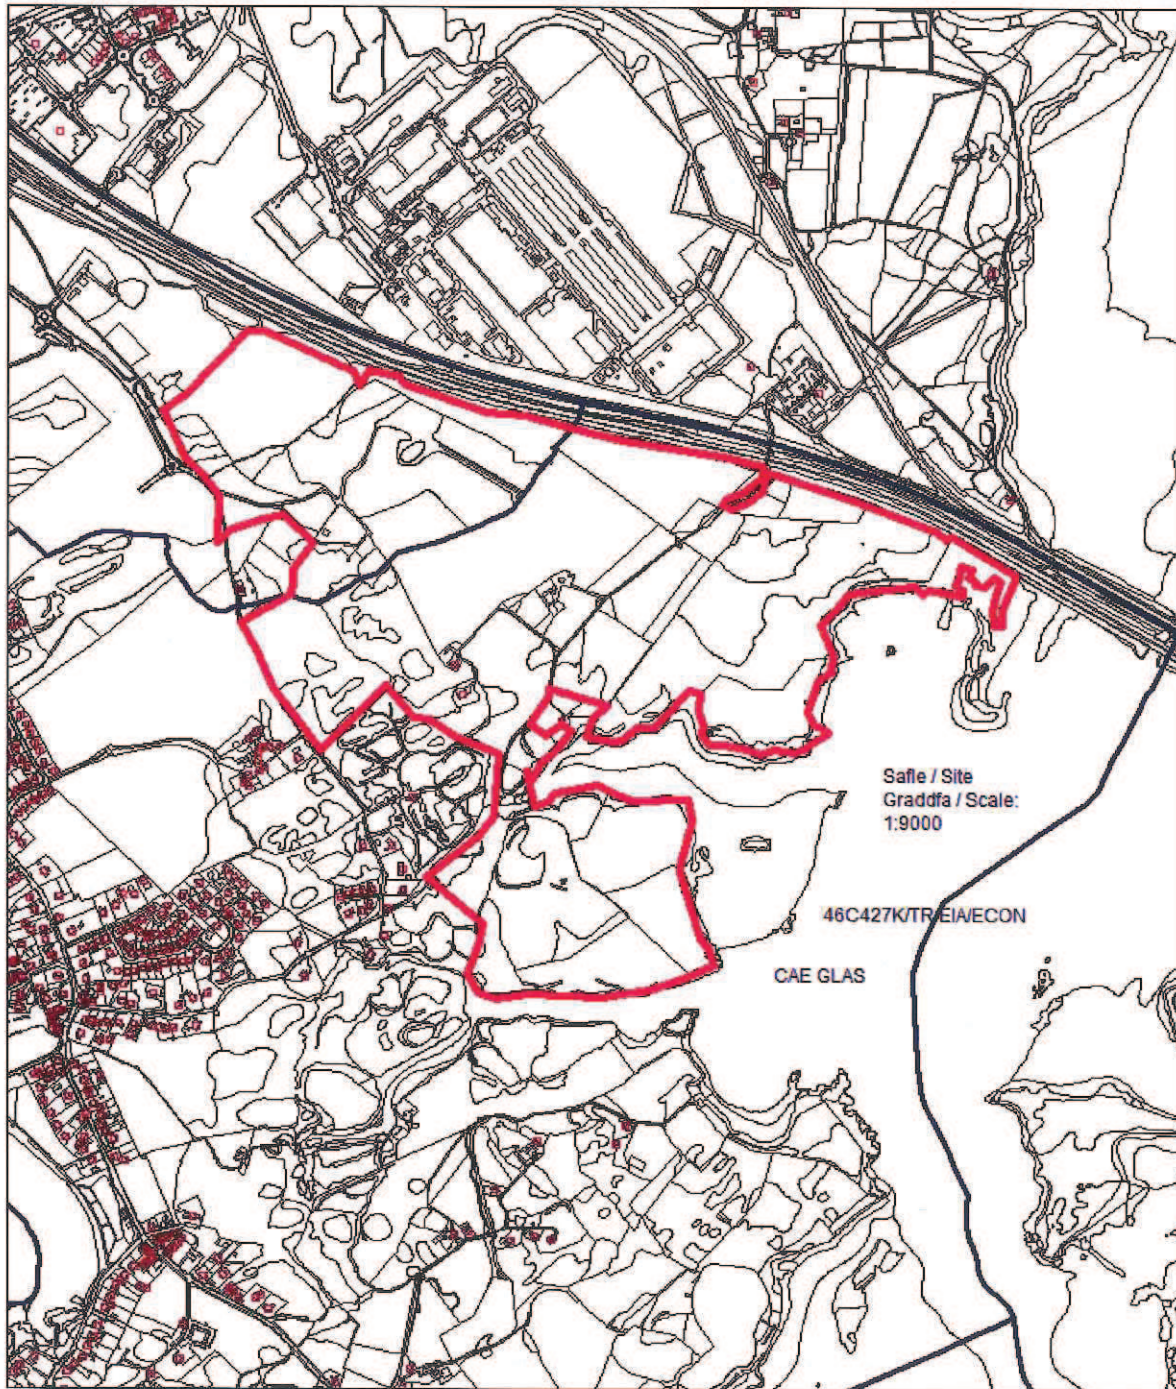 Safle / Site
Graddfa / Scale:
1:9000
46C427K/TR/EIA/ECON
CAE GLAS